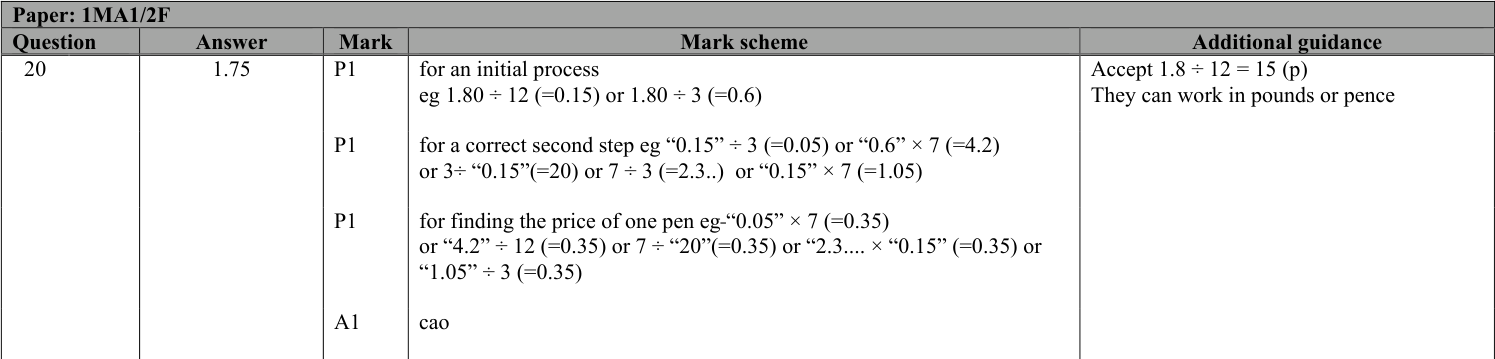 Paper: 1MA1/2F
Question Answer Mark Mark scheme Additional guidance
20 1.75 P1 for an initial process Accept 1.8 ÷ 12 = 15 (p)
eg 1.80 ÷ 12 (=0.15) or 1.80 ÷ 3 (=0.6) They can work in pounds or pence
P1 for a correct second step eg “0.15” ÷ 3 (=0.05) or “0.6” × 7 (=4.2)
or 3÷ “0.15”(=20) or 7 ÷ 3 (=2.3..) or “0.15” × 7 (=1.05)
P1 for finding the price of one pen eg-“0.05” × 7 (=0.35)
or “4.2” ÷ 12 (=0.35) or 7 ÷ “20”(=0.35) or “2.3.... × “0.15” (=0.35) or
“1.05” ÷ 3 (=0.35)
A1 cao